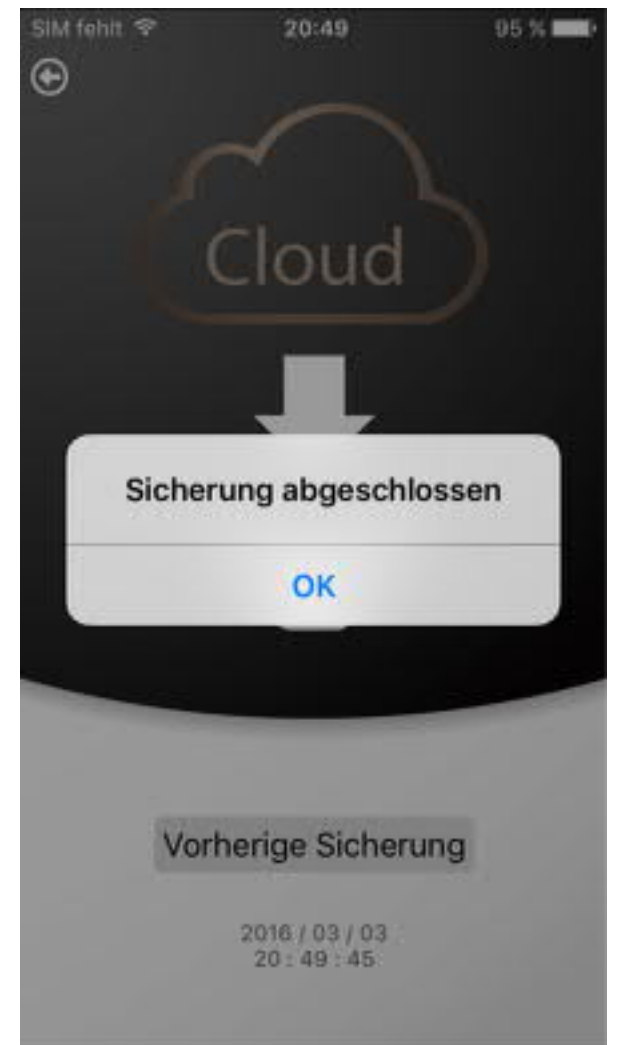 SIM fehlt 20:49 95 %
Cloud
Sicherung abgeschlossen
OK
Vorherige Sicherung
2016 / 03 / 03
20 : 49 : 45